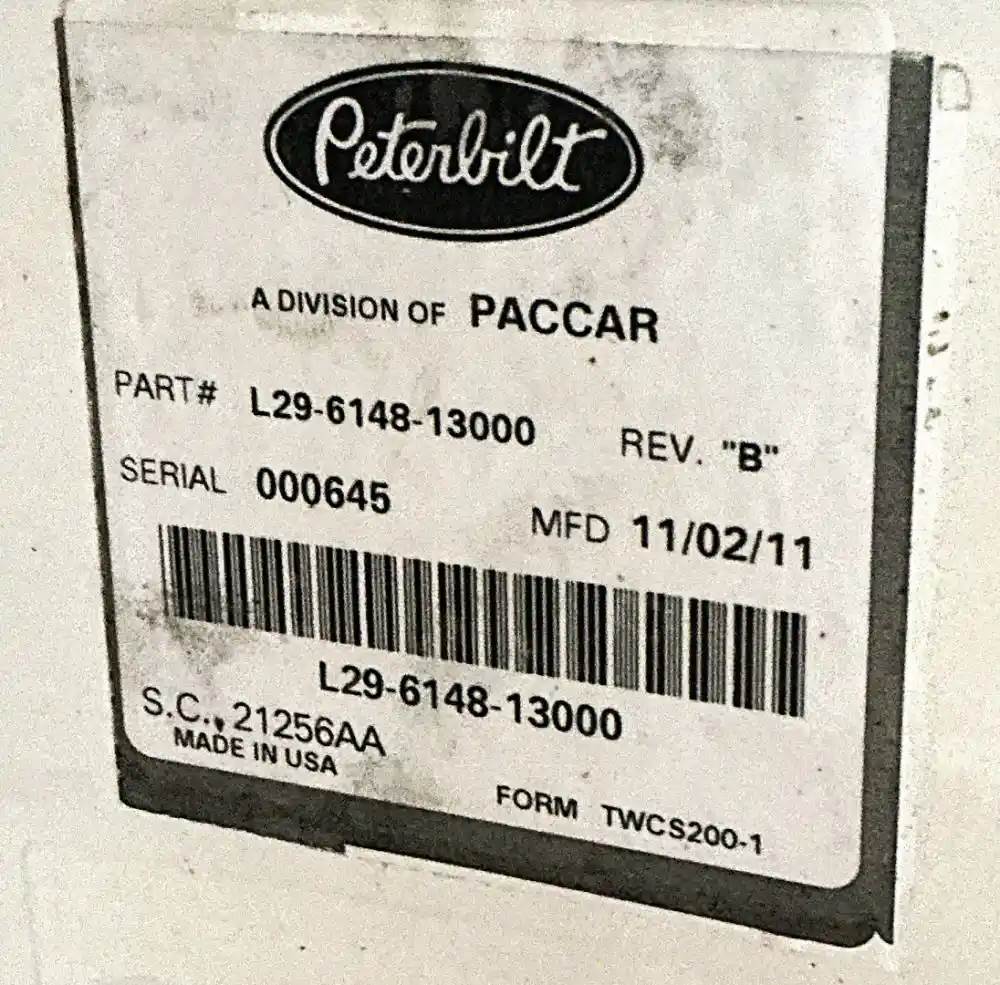 Peterbilt
A DIVISION OF PACCAR
PART# L29-6148-13000 REV. "B"
SERIAL 000645 MFD 11/02/11
L29-6148-13000
S.C., 21256AA
MADE IN USA
FORM TWCS200-1